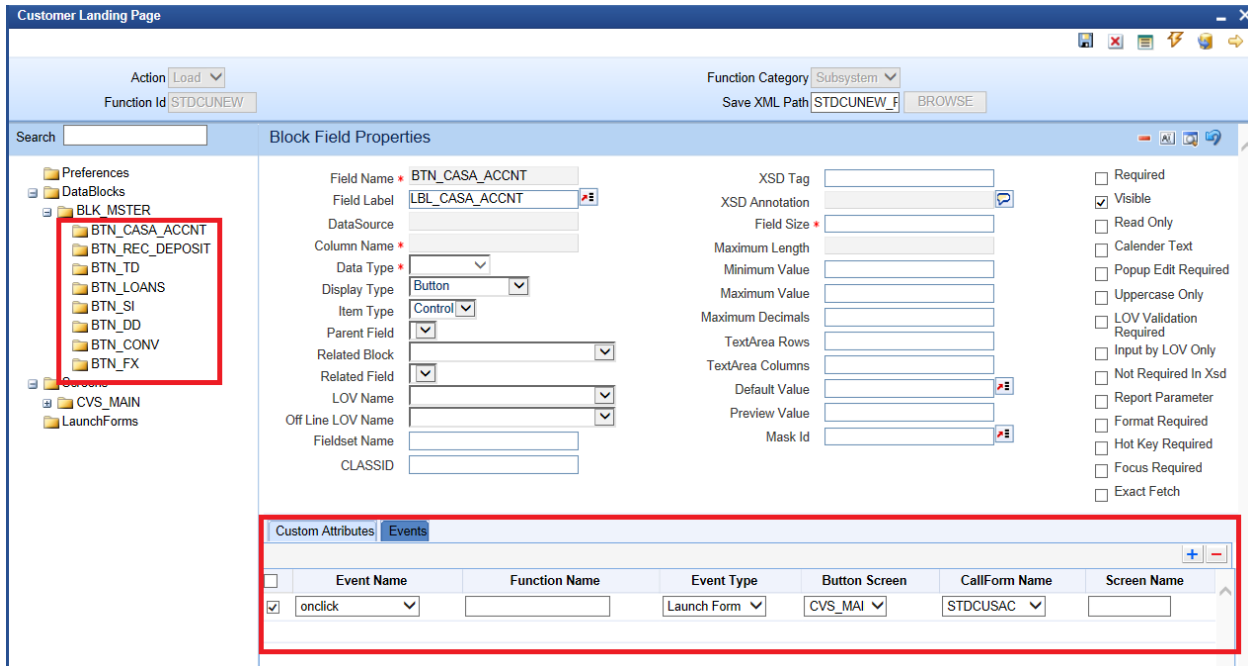 Customer Landing Page
Action Load
Function Id STDCUNEW
Function Category Subsystem
Save XML Path STDCUNEW_F BROWSE
Search
Preferences
DataBlocks
BLK_MSTER
BTN_CASA_ACCNT
BTN_REC_DEPOSIT
BTN_TD
BTN_LOANS
BTN_SI
BTN_DD
BTN_CONV
BTN_FX
Screens
CVS_MAIN
LaunchForms
Block Field Properties
Field Name * BTN_CASA_ACCNT
Field Label LBL_CASA_ACCNT
DataSource
Column Name *
Data Type *
Display Type Button
Item Type Control
Parent Field
Related Block
Related Field
LOV Name
Off Line LOV Name
Fieldset Name
CLASSID
XSD Tag
XSD Annotation
Field Size *
Maximum Length
Minimum Value
Maximum Value
Maximum Decimals
TextArea Rows
TextArea Columns
Default Value
Preview Value
Mask Id
Required
Visible
Read Only
Calender Text
Popup Edit Required
Uppercase Only
LOV Validation
Required
Input by LOV Only
Not Required In Xsd
Report Parameter
Format Required
Hot Key Required
Focus Required
Exact Fetch
Custom Attributes Events
Event Name Function Name Event Type Button Screen CallForm Name Screen Name
onclick Launch Form CVS_MAI STDCUSAC